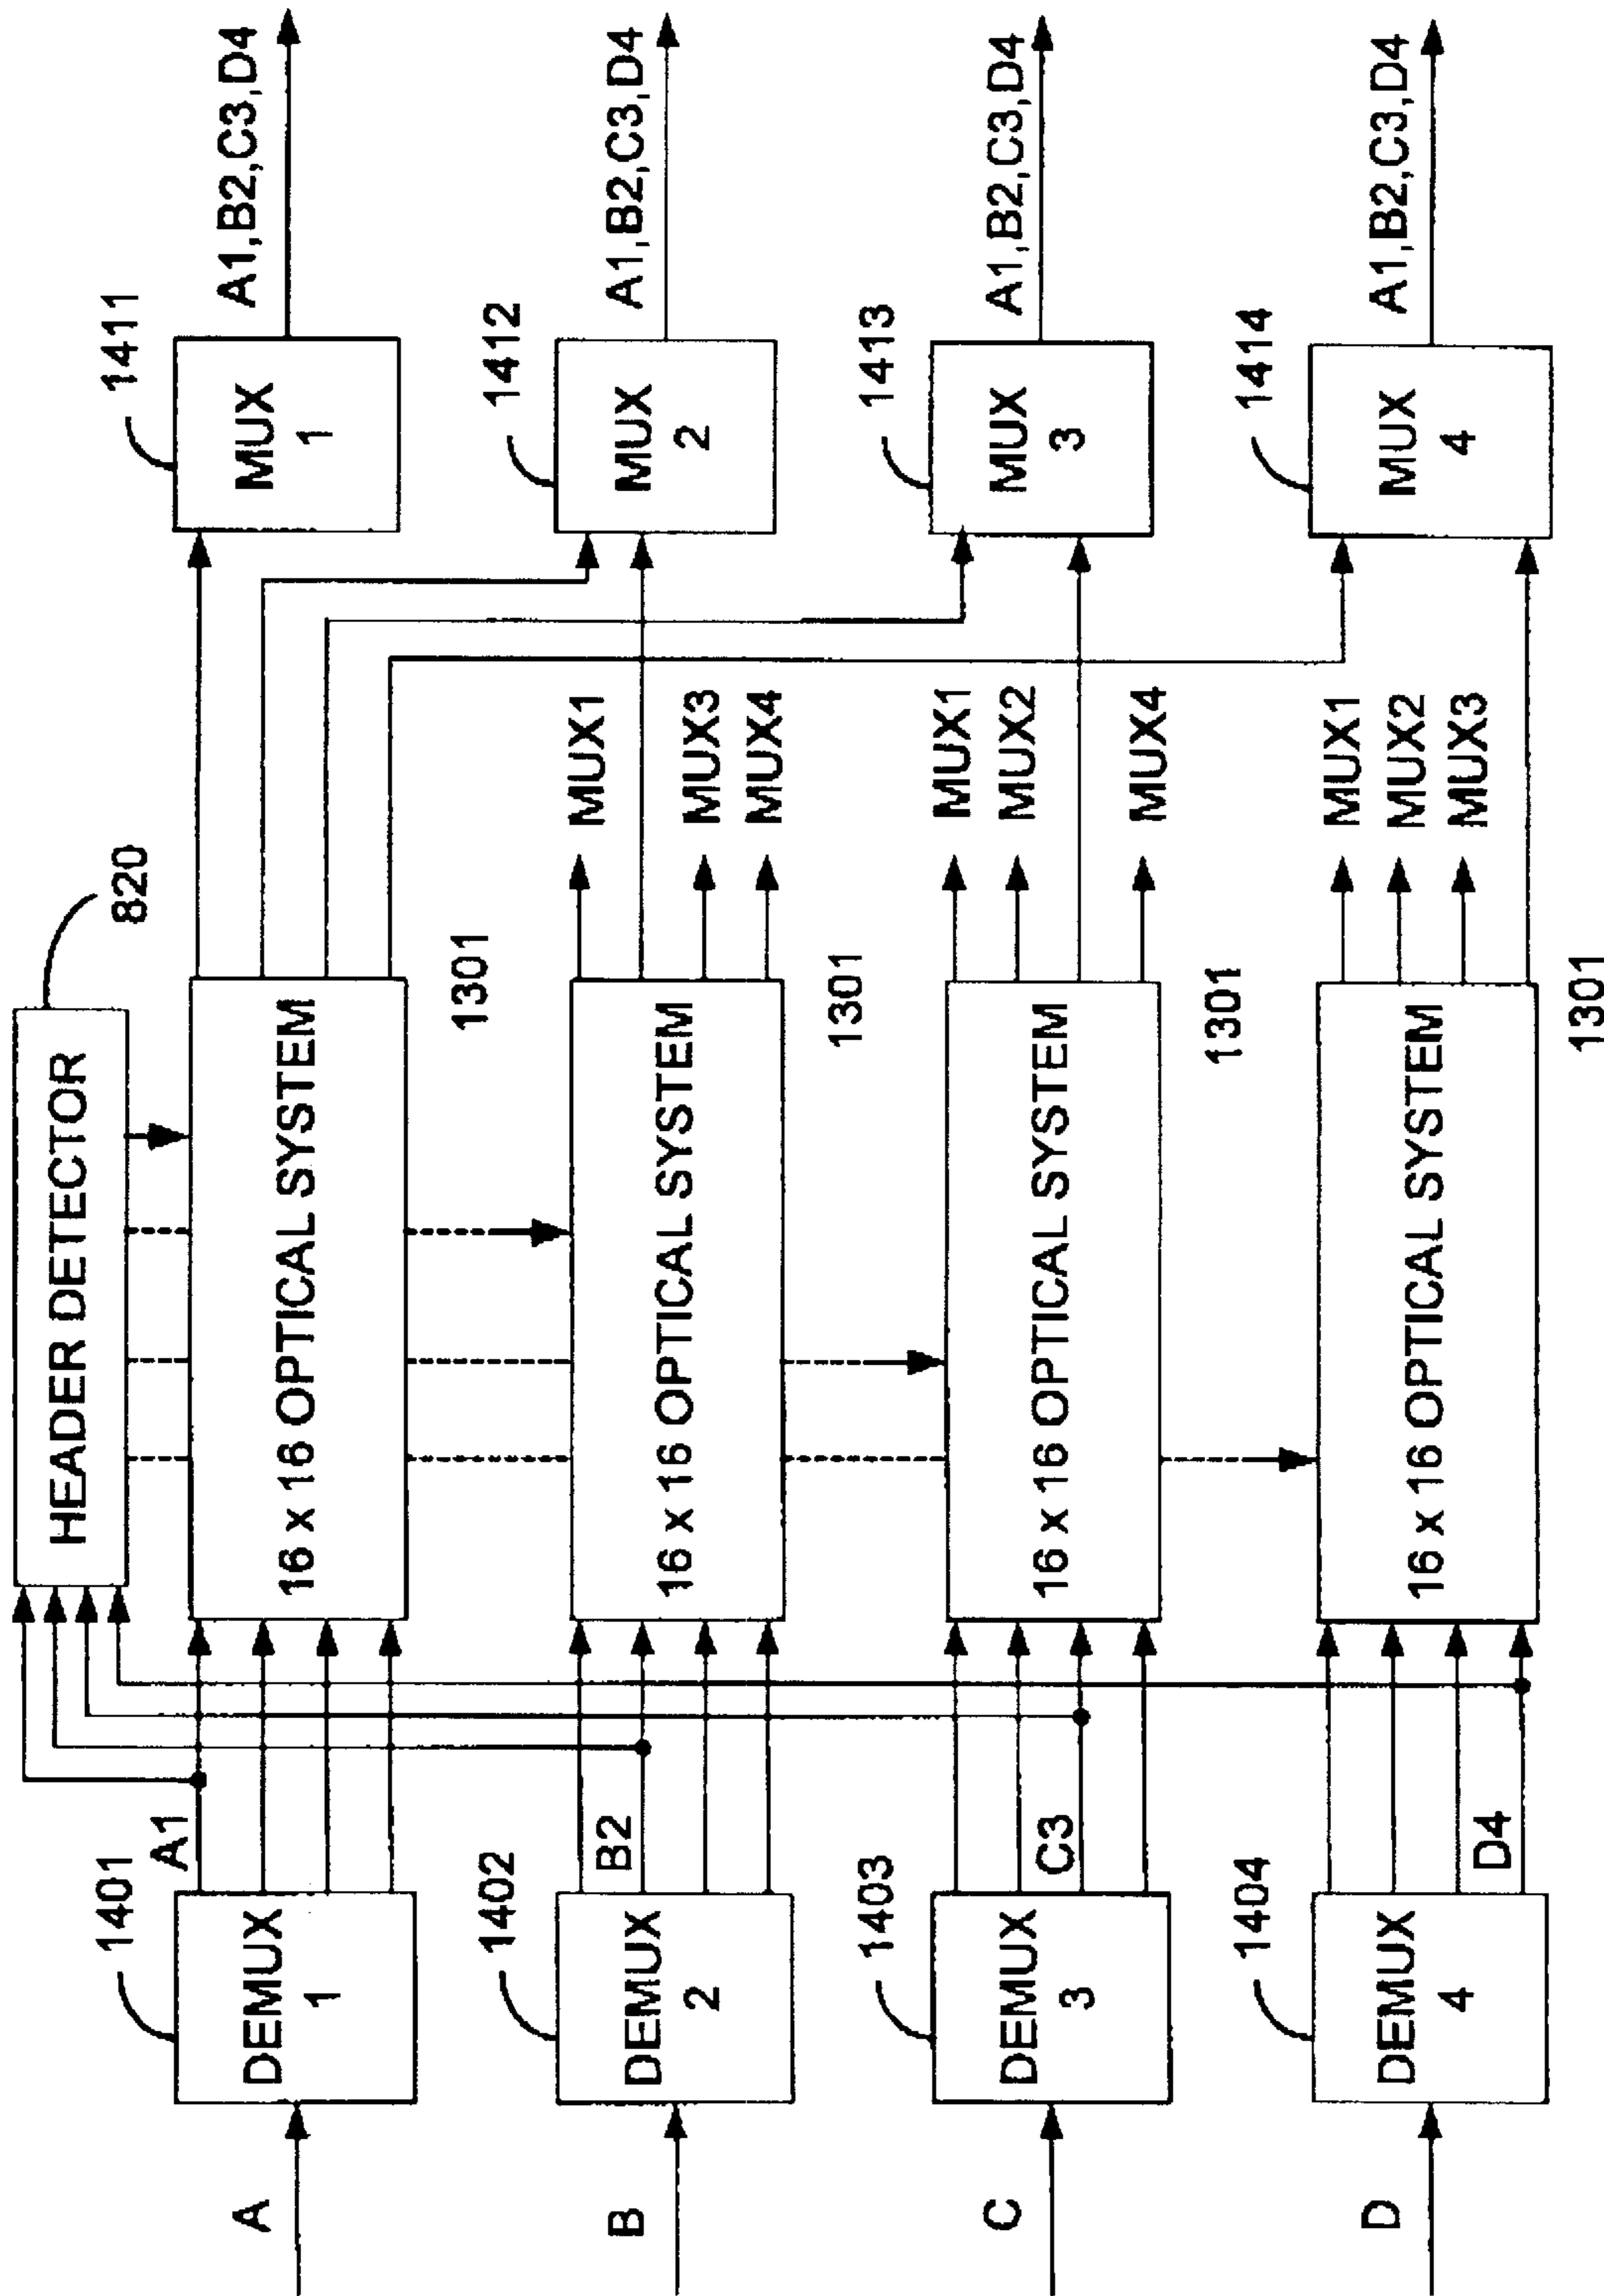 HEADER DETECTOR
820
A
1401
DEMUX
1
A1
16 x 16 OPTICAL SYSTEM
1301
1411
MUX
1
A1,B2,C3,D4
B
1402
DEMUX
2
B2
16 x 16 OPTICAL SYSTEM
1301
MUX1
MUX3
MUX4
1412
MUX
2
A1,B2,C3,D4
C
1403
DEMUX
3
C3
16 x 16 OPTICAL SYSTEM
1301
MUX1
MUX2
MUX4
1413
MUX
3
A1,B2,C3,D4
D
1404
DEMUX
4
D4
16 x 16 OPTICAL SYSTEM
1301
MUX1
MUX2
MUX3
1414
MUX
4
A1,B2,C3,D4